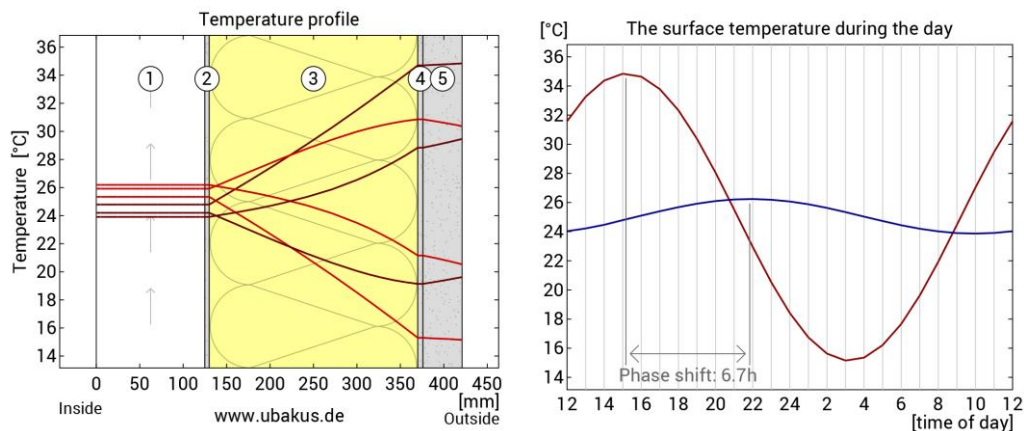 Temperature profile
Temperature [°C]
36
34
32
30
28
26
24
22
20
18
16
14
1
2
3
4
5
0 50 100 150 200 250 300 350 400 450
[mm]
Inside
www.ubakus.de
Outside
The surface temperature during the day
[°C]
36
34
32
30
28
26
24
22
20
18
16
14
Phase shift: 6.7h
12 14 16 18 20 22 24 2 4 6 8 10 12
[time of day]